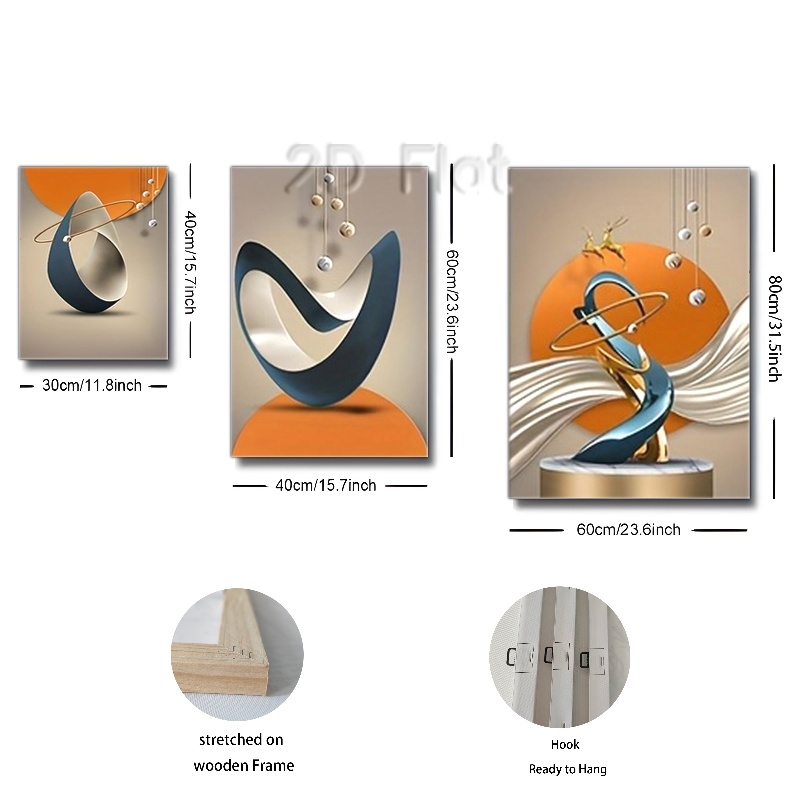 2D Flat
40cm/15.7inch
30cm/11.8inch
60cm/23.6inch
40cm/15.7inch
80cm/31.5inch
60cm/23.6inch
stretched on
wooden Frame
Hook
Ready to Hang